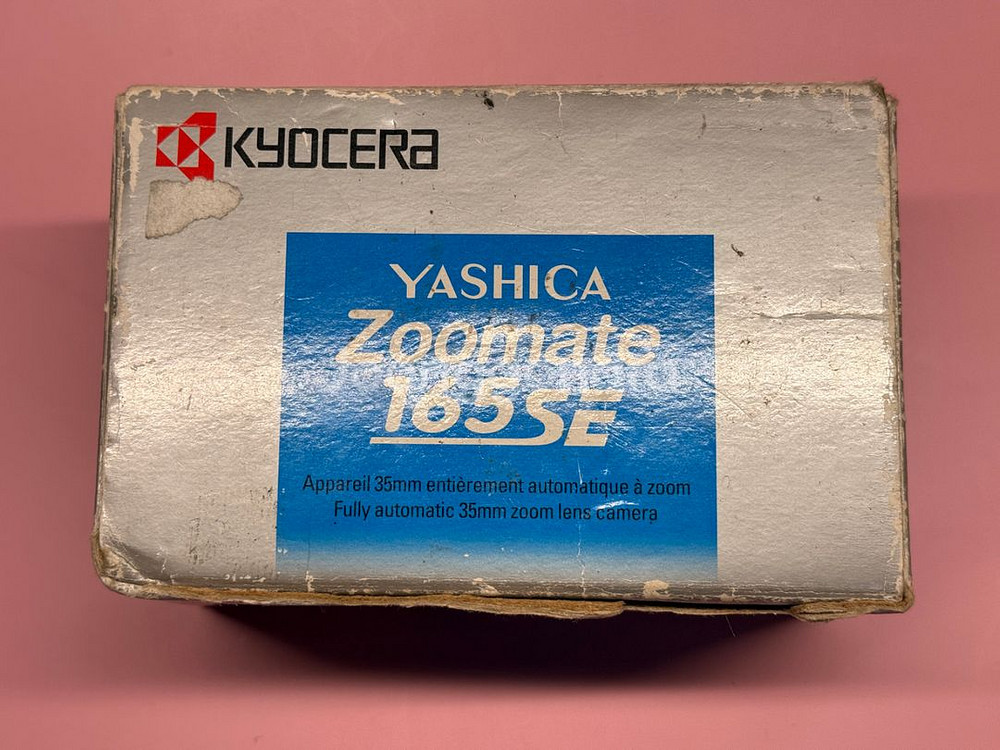 KYOCERA
YASHICA
Zoomate
165SE
Appareil 35mm entièrement automatique à zoom
Fully automatic 35mm zoom lens camera